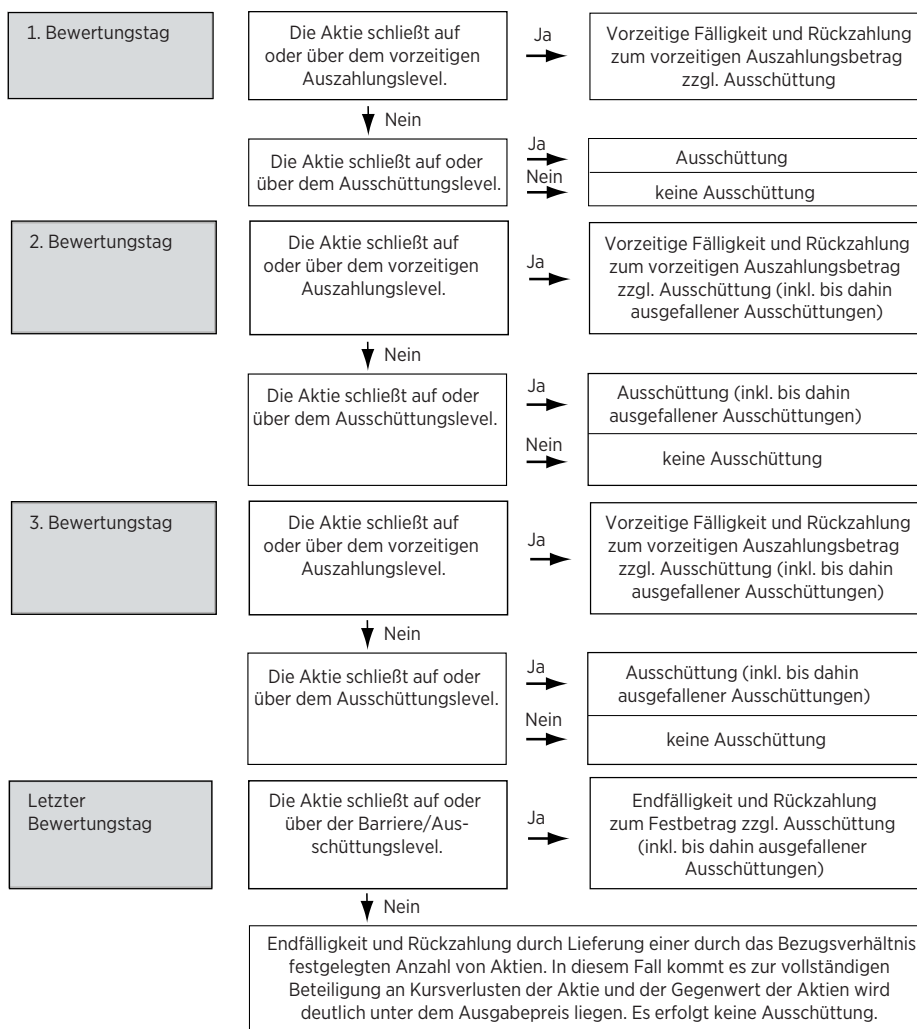 1. Bewertungstag
Die Aktie schließt auf
oder über dem vorzeitigen
Auszahlungslevel.
Ja
Vorzeitige Fälligkeit und Rückzahlung
zum vorzeitigen Auszahlungsbetrag
zzgl. Ausschüttung
Nein
Die Aktie schließt auf oder
über dem Ausschüttungslevel.
Ja
Ausschüttung
Nein
keine Ausschüttung
2. Bewertungstag
Die Aktie schließt auf
oder über dem vorzeitigen
Auszahlungslevel.
Ja
Vorzeitige Fälligkeit und Rückzahlung
zum vorzeitigen Auszahlungsbetrag
zzgl. Ausschüttung (inkl. bis dahin
ausgefallener Ausschüttungen)
Nein
Die Aktie schließt auf oder
über dem Ausschüttungslevel.
Ja
Ausschüttung (inkl. bis dahin
ausgefallener Ausschüttungen)
Nein
keine Ausschüttung
3. Bewertungstag
Die Aktie schließt auf
oder über dem vorzeitigen
Auszahlungslevel.
Ja
Vorzeitige Fälligkeit und Rückzahlung
zum vorzeitigen Auszahlungsbetrag
zzgl. Ausschüttung (inkl. bis dahin
ausgefallener Ausschüttungen)
Nein
Die Aktie schließt auf oder
über dem Ausschüttungslevel.
Ja
Ausschüttung (inkl. bis dahin
ausgefallener Ausschüttungen)
Nein
keine Ausschüttung
Letzter
Bewertungstag
Die Aktie schließt auf oder
über der Barriere/Aus-
schüttungslevel.
Ja
Endfälligkeit und Rückzahlung
zum Festbetrag zzgl. Ausschüttung
(inkl. bis dahin ausgefallener
Ausschüttungen)
Nein
Endfälligkeit und Rückzahlung durch Lieferung einer durch das Bezugsverhältnis
festgelegten Anzahl von Aktien. In diesem Fall kommt es zur vollständigen
Beteiligung an Kursverlusten der Aktie und der Gegenwert der Aktien wird
deutlich unter dem Ausgabepreis liegen. Es erfolgt keine Ausschüttung.